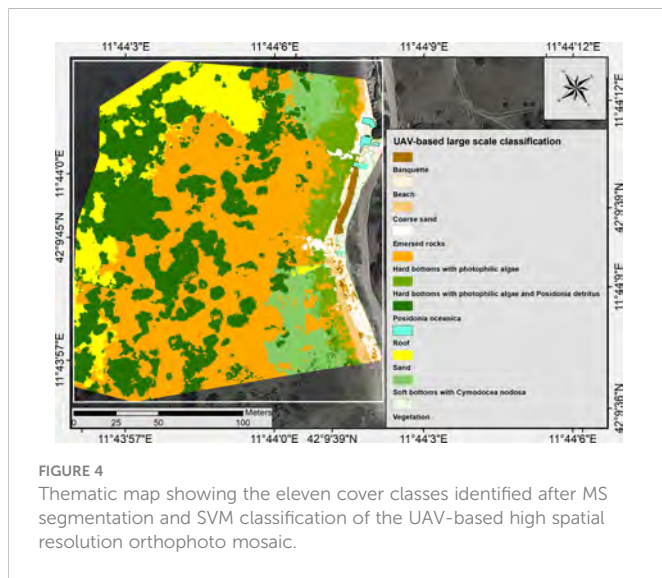 11°44'3"E
11°44'6"E
11°44'9"E
11°44'12"E
11°44'12"E
11°44'0"E
42°9'45"N
11°43'57"E
42°9'39"N
11°44'9"E
42°9'36"N
UAV-based large scale classification
Banquette
Beach
Coarse sand
Emersed rocks
Hard bottoms with photophilic algae
Hard bottoms with photophilic algae and Posidonia detritus
Posidonia oceanica
Roof
Sand
Soft bottoms with Cymodocea nodosa
Vegetation
Meters
0 25 50 100
11°43'57"E
11°44'0"E
42°9'39"N
11°44'3"E
11°44'6"E
FIGURE 4
Thematic map showing the eleven cover classes identified after MS
segmentation and SVM classification of the UAV-based high spatial
resolution orthophoto mosaic.